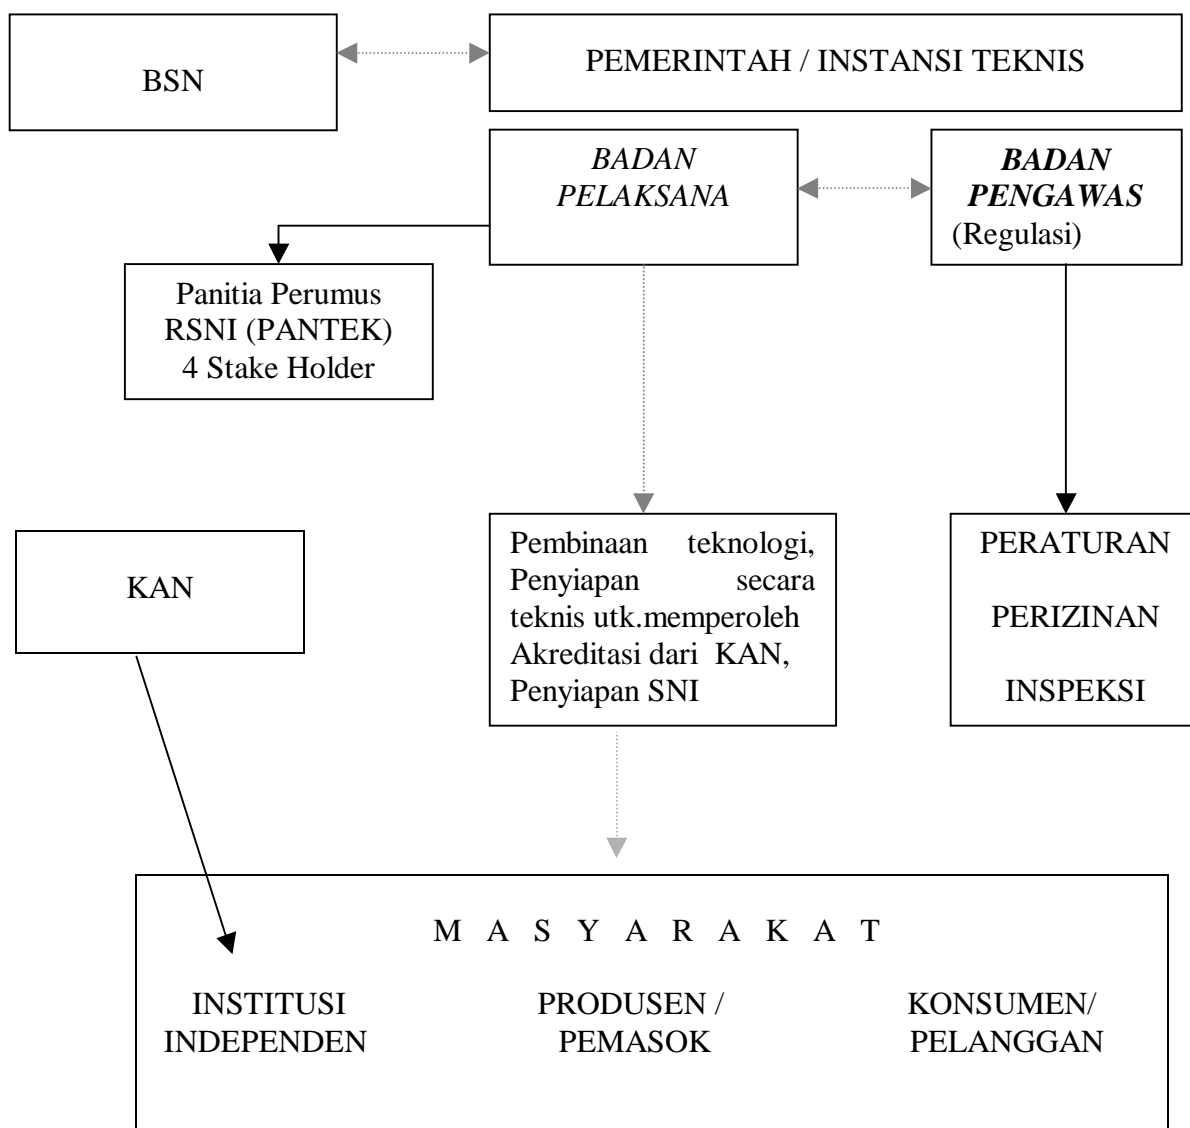 BSN
PEMERINTAH / INSTANSI TEKNIS
BADAN
PELAKSANA
BADAN
PENGAWAS
(Regulasi)
Panitia Perumus
RSNI (PANTEK)
4 Stake Holder
KAN
Pembinaan teknologi,
Penyiapan secara
teknis utk.memperoleh
Akreditasi dari KAN,
Penyiapan SNI
PERATURAN
PERIZINAN
INSPEKSI
M A S Y A R A K A T
INSTITUSI
INDEPENDEN
PRODUSEN /
PEMASOK
KONSUMEN/
PELANGGAN